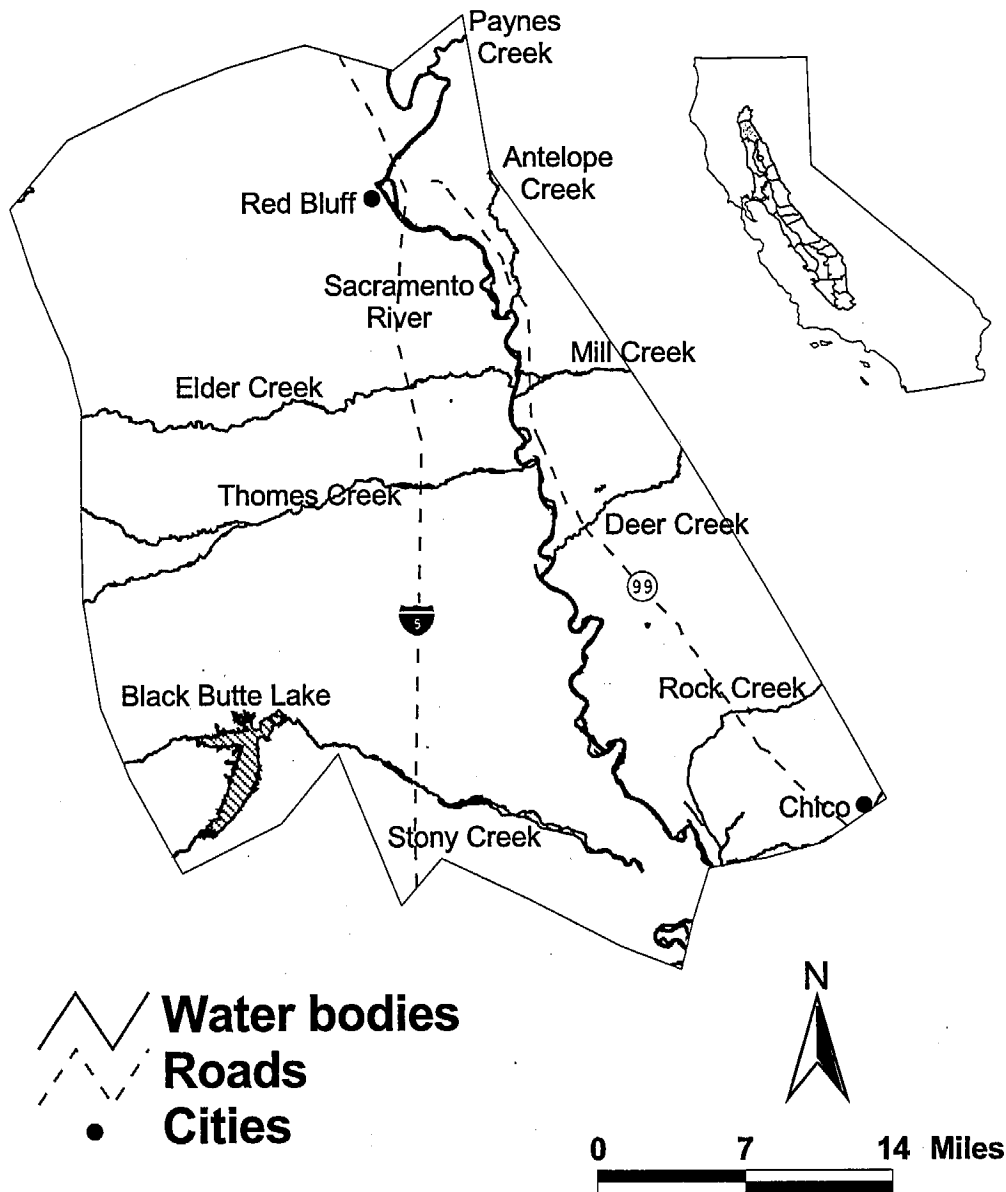 Paynes
Creek
Antelope
Creek
Red Bluff
Sacramento
River
Mill Creek
Elder Creek
Thomes Creek
Deer Creek
99
5
Rock Creek
Black Butte Lake
Chico
Stony Creek
N
Water bodies
Roads
Cities
0 7 14 Miles